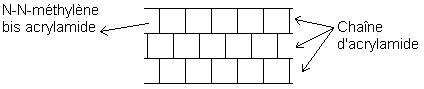 N-N-méthylène
bis acrylamide
Chaîne
d'acrylamide